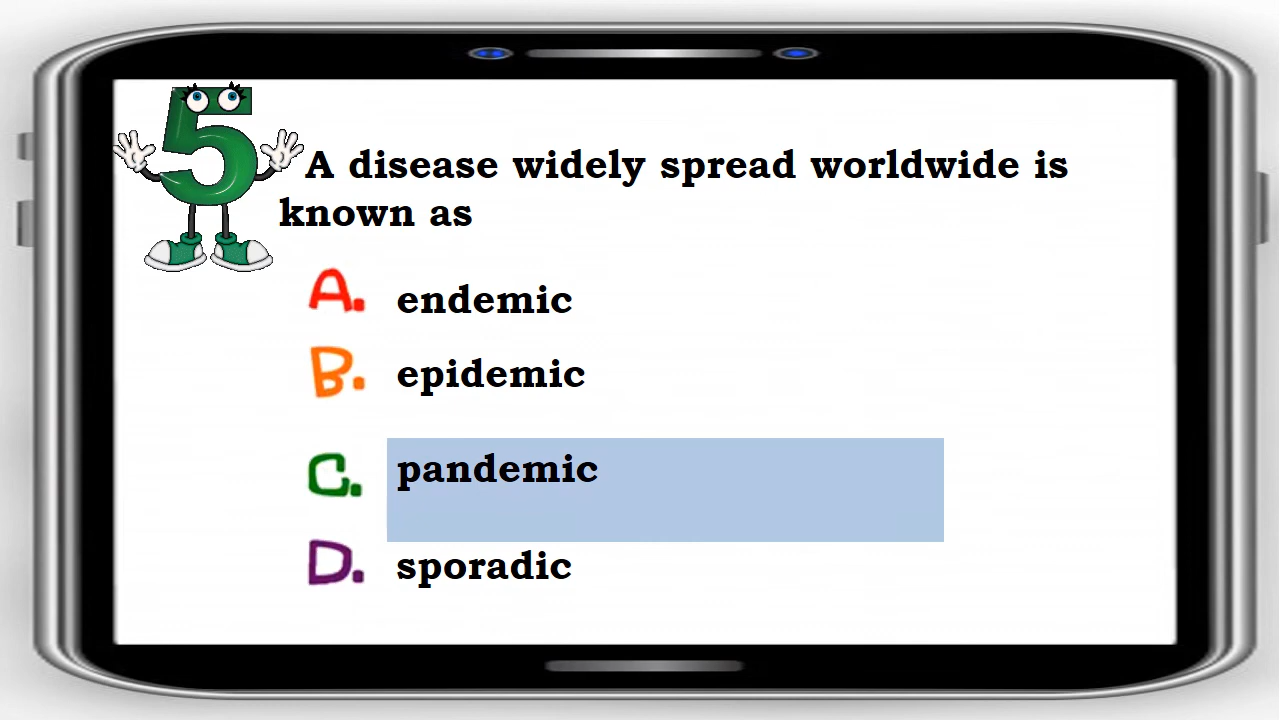 5 A disease widely spread worldwide is
known as
A. endemic
B. epidemic
C. pandemic
D. sporadic